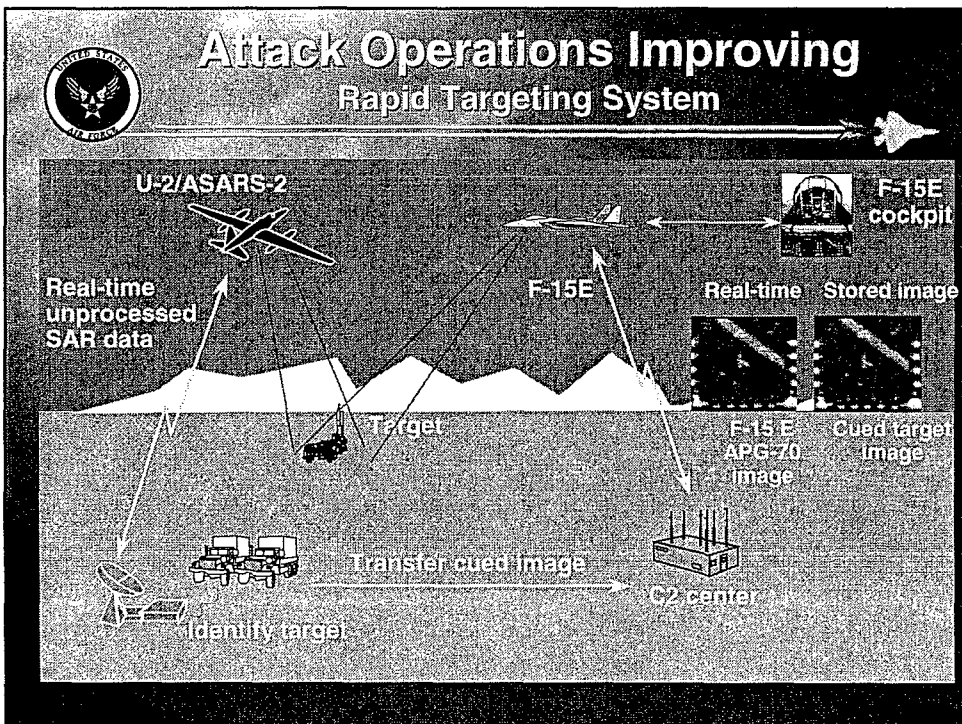 Attack Operations Improving
Rapid Targeting System
UNITED STATES
AIR FORCE
U-2/ASARS-2
F-15E
cockpit
Real-time
unprocessed
SAR data
F-15E
Real-time
Stored image
Target
F-15 E
APG-70
image
Cued target
image
Transfer cued image
C2 center
Identify target